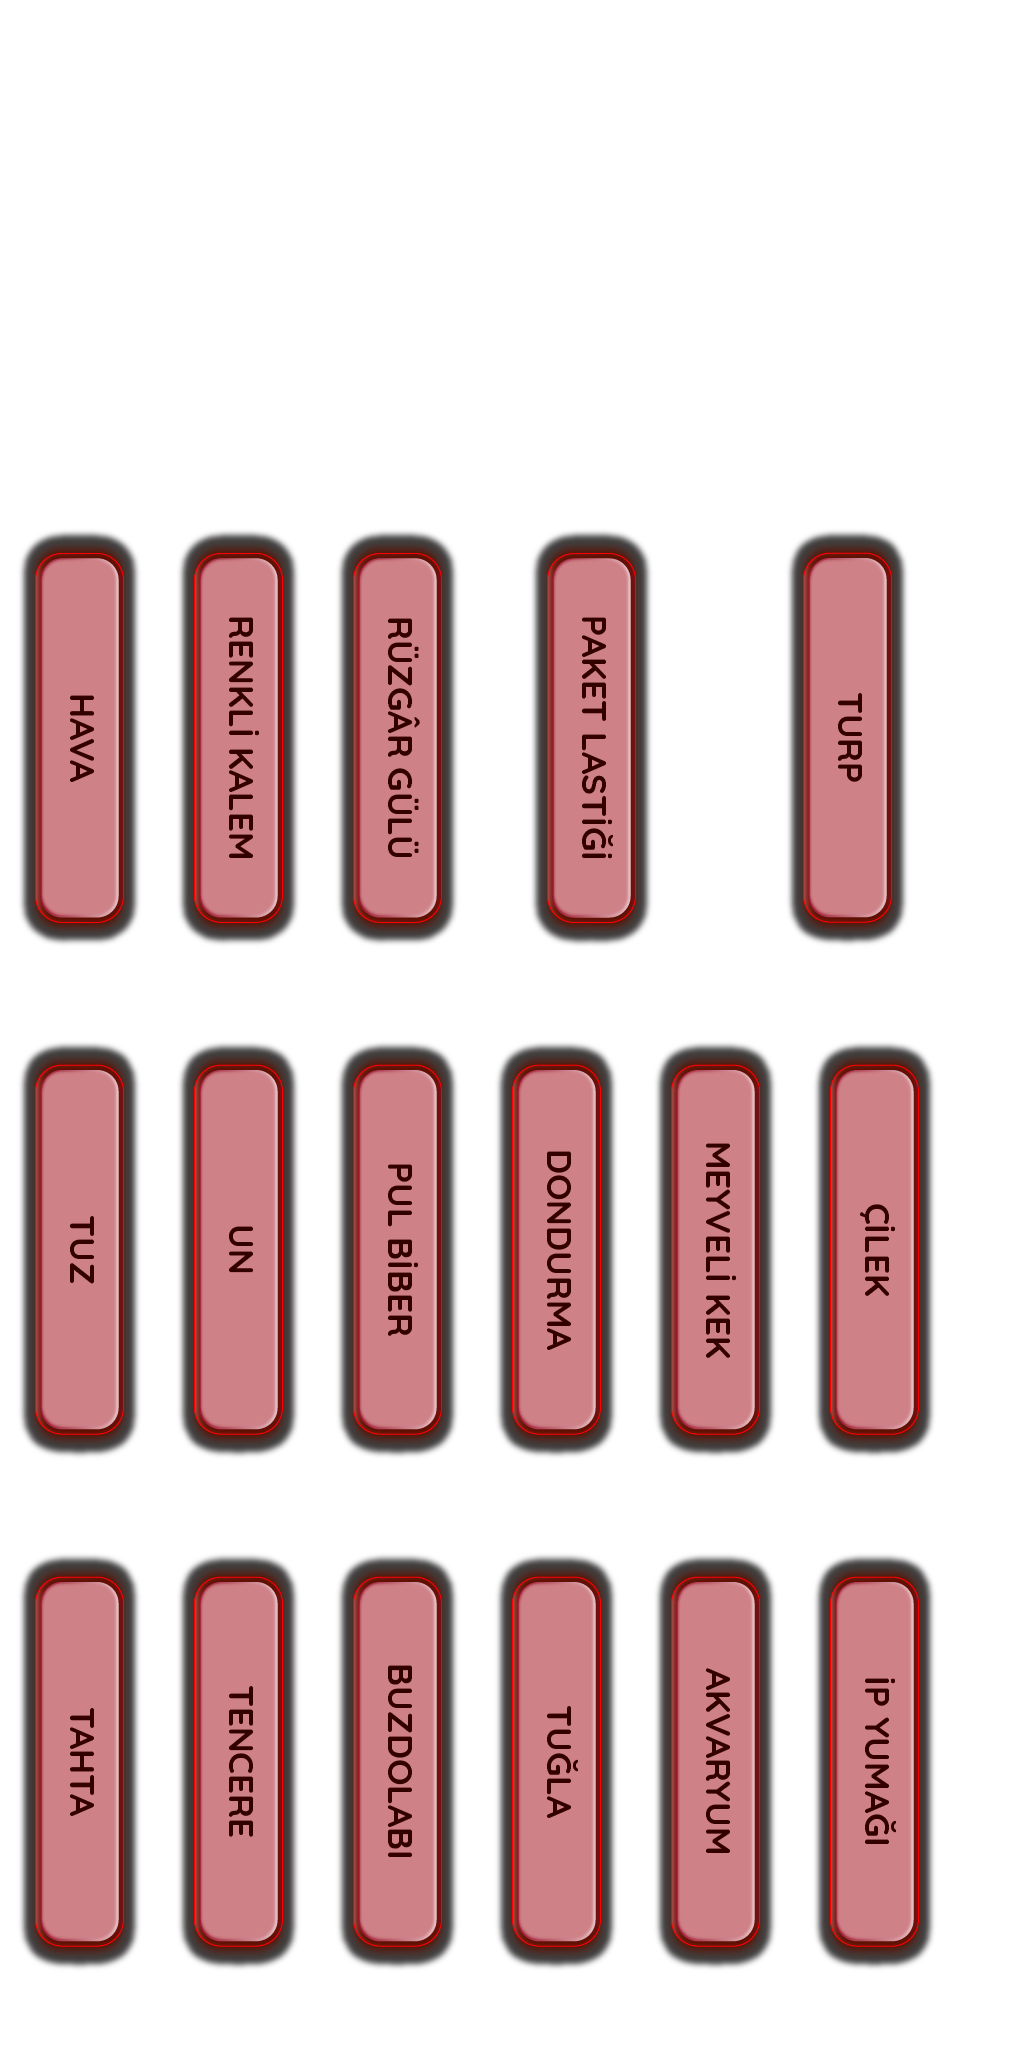 HAVA
RENKLİ KALEM
RÜZGÂR GÜLÜ
PAKET LASTİĞİ
TURP
TUZ
UN
PUL BİBER
DONDURMA
MEYVELİ KEK
ÇİLEK
TAHTA
TENCERE
BUZDOLABI
TUĞLA
AKVARYUM
İP YUMAĞI